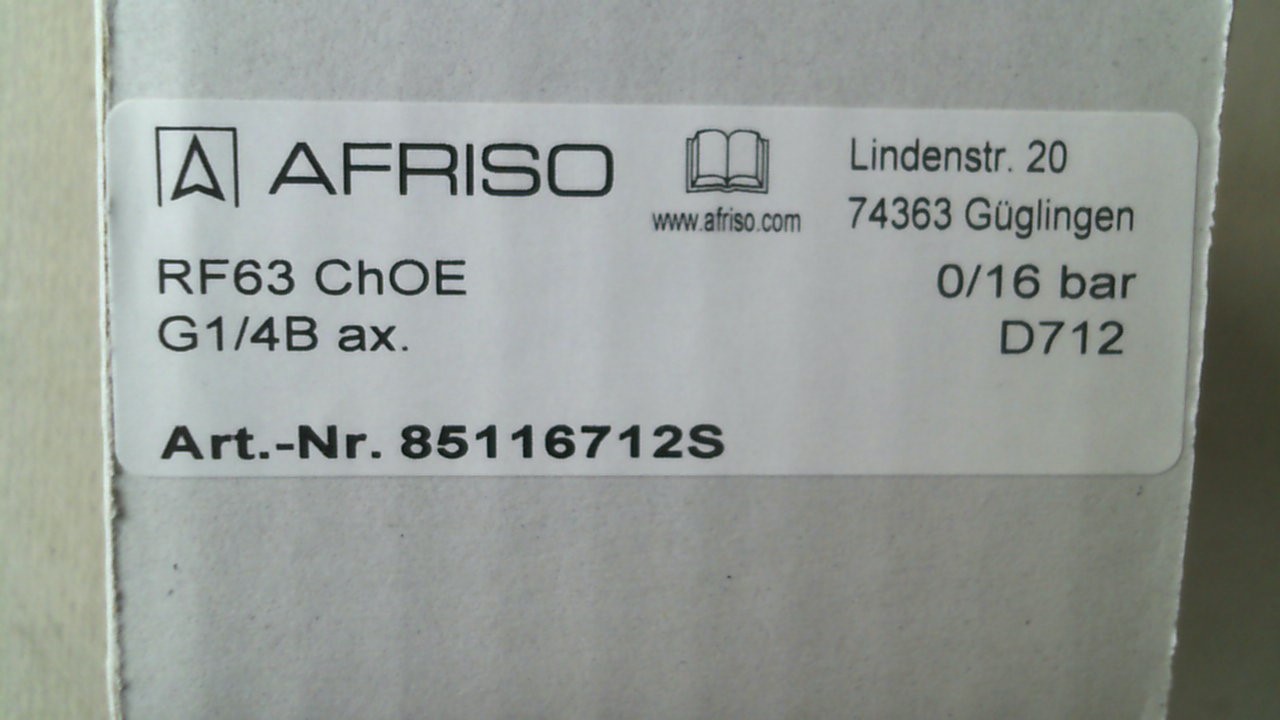 AFRISO
www.afriso.com
Lindenstr. 20
74363 Güglingen
RF63 ChOE
0/16 bar
G1/4B ax.
D712
Art.-Nr. 85116712S